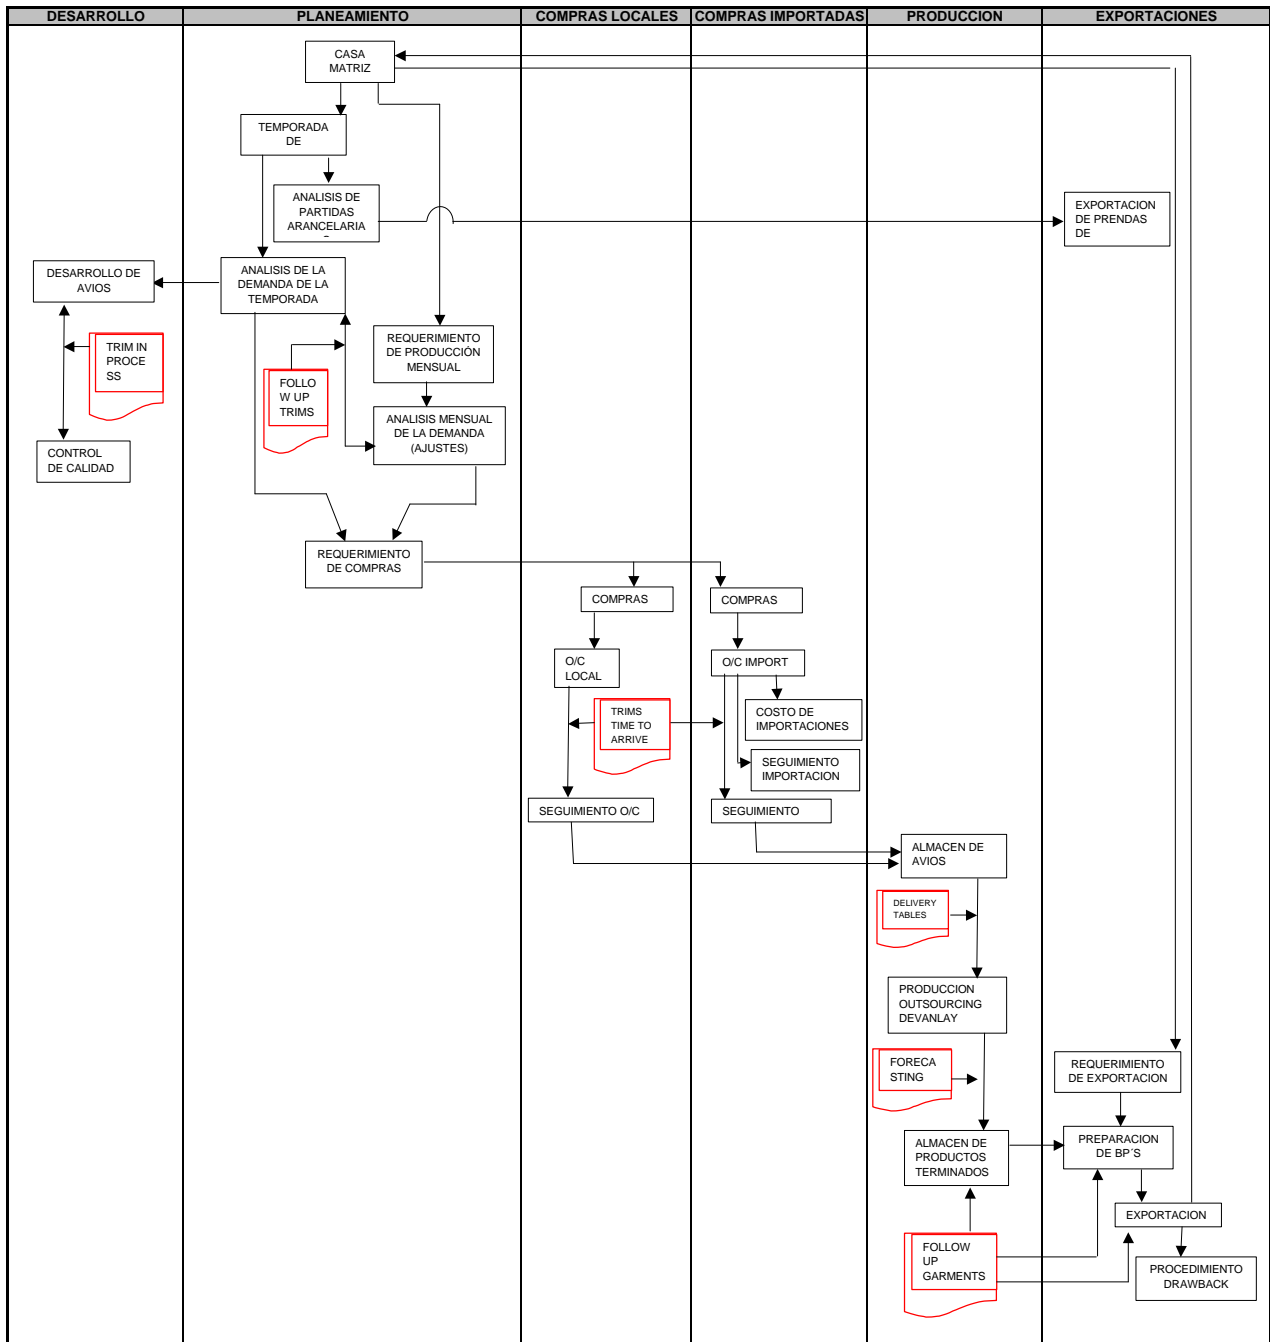 DESARROLLO
PLANEAMIENTO
COMPRAS LOCALES
COMPRAS IMPORTADAS
PRODUCCION
EXPORTACIONES
CASA
MATRIZ
TEMPORADA
DE
ANALISIS DE
PARTIDAS
ARANCELARIA
EXPORTACION
DE PRENDAS
DE
DESARROLLO DE
AVIOS
ANALISIS DE LA
DEMANDA DE LA
TEMPORADA
TRIM IN
PROCE
SS
REQUERIMIENTO
DE PRODUCCIÓN
MENSUAL
FOLLO
W UP
TRIMS
ANALISIS MENSUAL
DE LA DEMANDA
(AJUSTES)
CONTROL
DE CALIDAD
REQUERIMIENTO
DE COMPRAS
COMPRAS
COMPRAS
O/C
LOCAL
O/C IMPORT
TRIMS
TIME TO
ARRIVE
COSTO DE
IMPORTACIONES
SEGUIMIENTO
IMPORTACION
SEGUIMIENTO O/C
SEGUIMIENTO
ALMACEN DE
AVIOS
DELIVERY
TABLES
PRODUCCION
OUTSOURCING
DEVANLAY
FORECA
STING
REQUERIMIENTO
DE EXPORTACION
ALMACEN DE
PRODUCTOS
TERMINADOS
PREPARACION
DE BP´S
EXPORTACION
FOLLOW
UP
GARMENTS
PROCEDIMIENTO
DRAWBACK